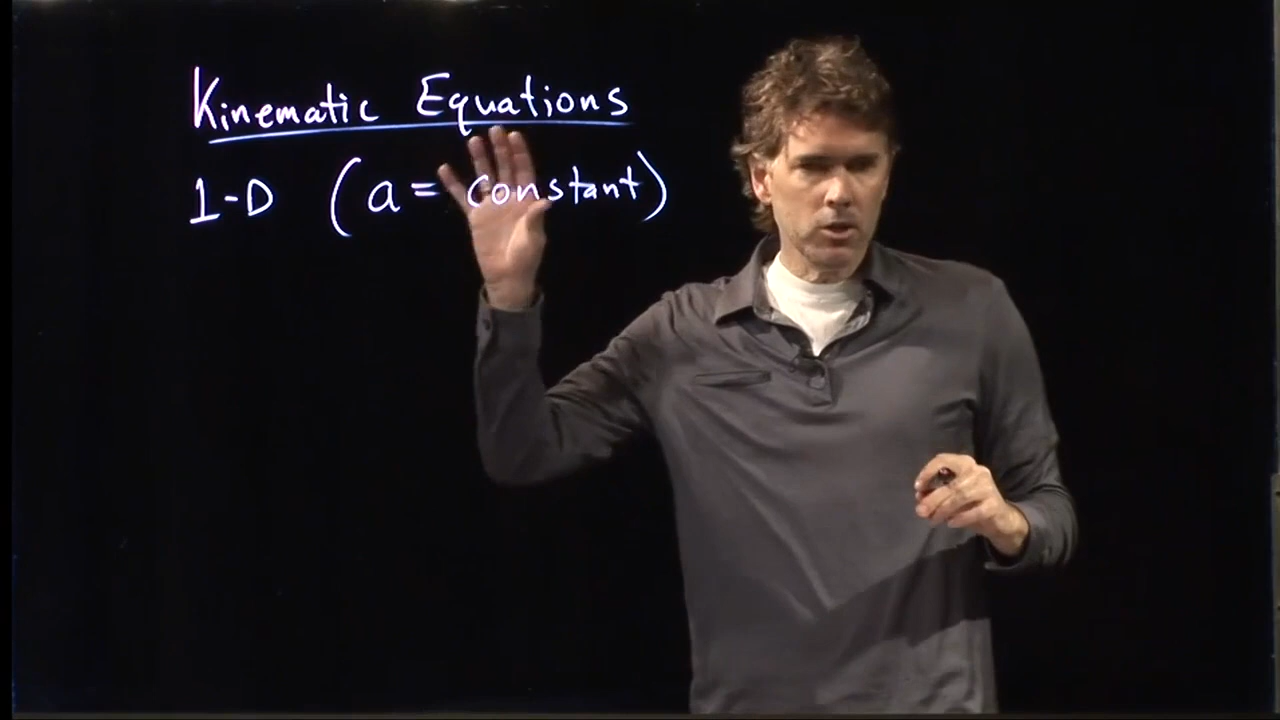 Kinematic Equations
1-D (a = constant)